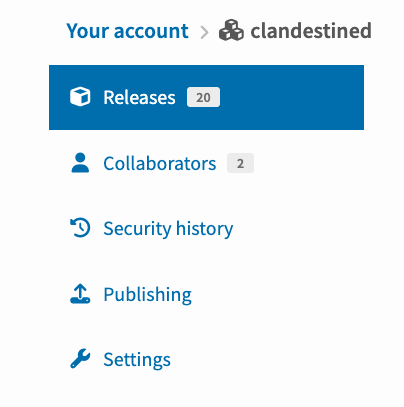 Your account > clandestined
Releases 20
Collaborators 2
Security history
Publishing
Settings